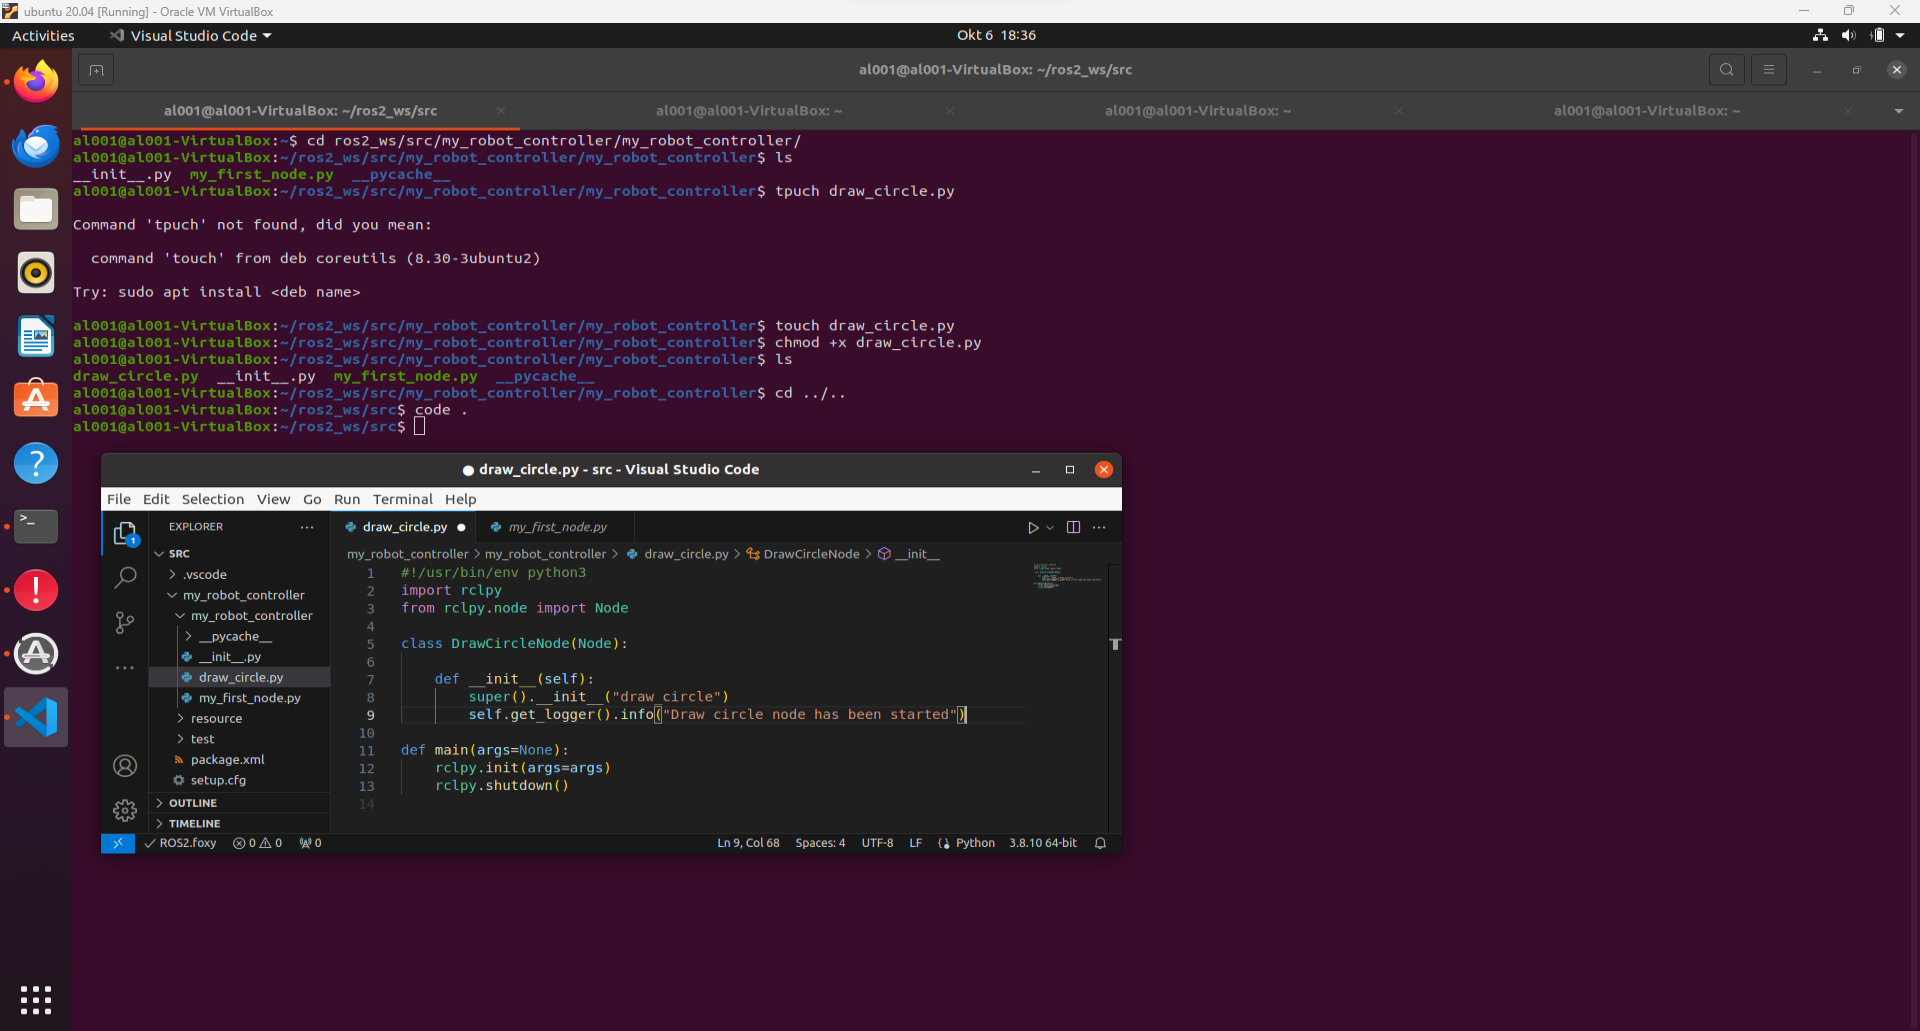 ubuntu 20.04 [Running] - Oracle VM VirtualBox
Activities Visual Studio Code Okt 6 18:36
al001@al001-VirtualBox: ~/ros2_ws/src
al001@al001-VirtualBox: ~/ros2_ws/src al001@al001-VirtualBox: ~ al001@al001-VirtualBox: ~ al001@al001-VirtualBox: ~
al001@al001-VirtualBox:~$ cd ros2_ws/src/my_robot_controller/my_robot_controller/
al001@al001-VirtualBox:~/ros2_ws/src/my_robot_controller/my_robot_controller$ ls
__init__.py my_first_node.py __pycache__
al001@al001-VirtualBox:~/ros2_ws/src/my_robot_controller/my_robot_controller$ tpuch draw_circle.py
Command 'tpuch' not found, did you mean:
command 'touch' from deb coreutils (8.30-3ubuntu2)
Try: sudo apt install <deb name>
al001@al001-VirtualBox:~/ros2_ws/src/my_robot_controller/my_robot_controller$ touch draw_circle.py
al001@al001-VirtualBox:~/ros2_ws/src/my_robot_controller/my_robot_controller$ chmod +x draw_circle.py
al001@al001-VirtualBox:~/ros2_ws/src/my_robot_controller/my_robot_controller$ ls
draw_circle.py __init__.py my_first_node.py __pycache__
al001@al001-VirtualBox:~/ros2_ws/src/my_robot_controller/my_robot_controller$ cd ../..
al001@al001-VirtualBox:~/ros2_ws/src$ code .
al001@al001-VirtualBox:~/ros2_ws/src$
● draw_circle.py - src - Visual Studio Code
File Edit Selection View Go Run Terminal Help
EXPLORER
SRC
.vscode
my_robot_controller
my_robot_controller
__pycache__
__init__.py
draw_circle.py
my_first_node.py
resource
test
package.xml
setup.cfg
OUTLINE
TIMELINE
1
draw_circle.py ● my_first_node.py
my_robot_controller > my_robot_controller > draw_circle.py > DrawCircleNode > __init__
1 #!/usr/bin/env python3
2 import rclpy
3 from rclpy.node import Node
4
5 class DrawCircleNode(Node):
6
7 def __init__(self):
8 super().__init__("draw_circle")
9 self.get_logger().info("Draw circle node has been started")
10
11 def main(args=None):
12 rclpy.init(args=args)
13 rclpy.shutdown()
14
ROS2.foxy 0 0 0 Ln 9, Col 68 Spaces: 4 UTF-8 LF Python 3.8.10 64-bit